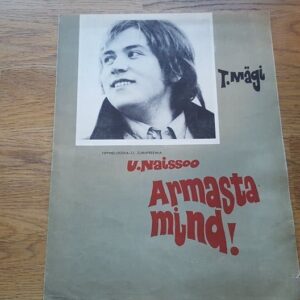 T. Mägi
U. Naissoo
Armasta
mind!